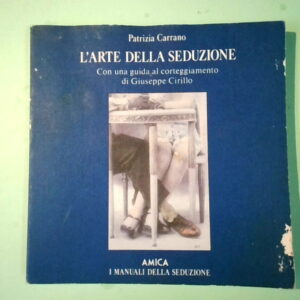 Patrizia Carrano
L'ARTE DELLA SEDUZIONE
Con una guida al corteggiamento
di Giuseppe Cirillo
AMICA
I MANUALI DELLA SEDUZIONE